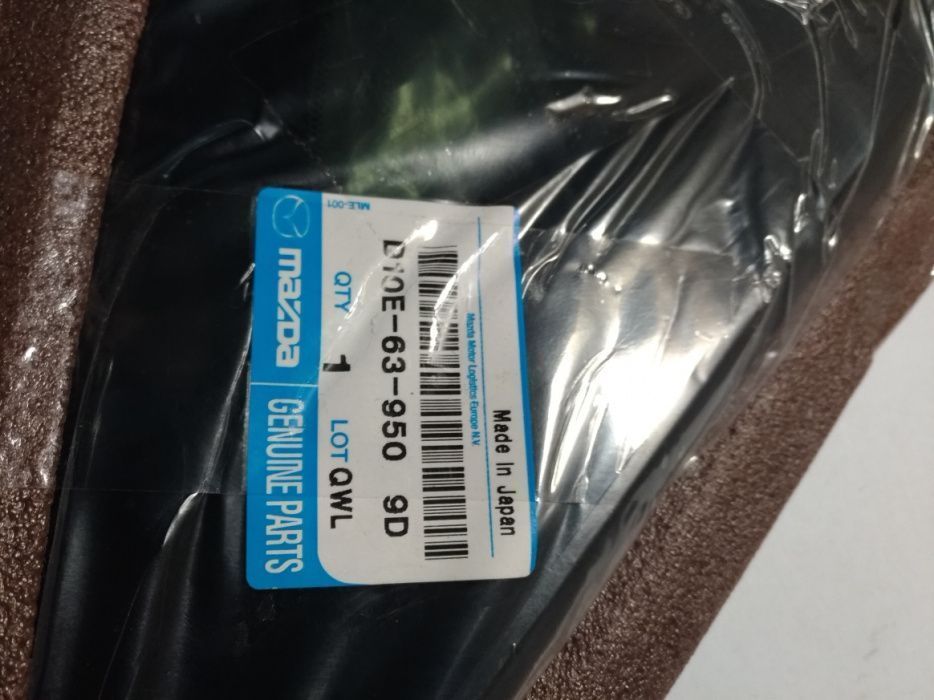 mazda GENUINE PARTS
MLE-001
QTY 1 LOT QWL
D10E-63-950 9D
Mazda Motor Logistics Europe N.V.
Made In Japan